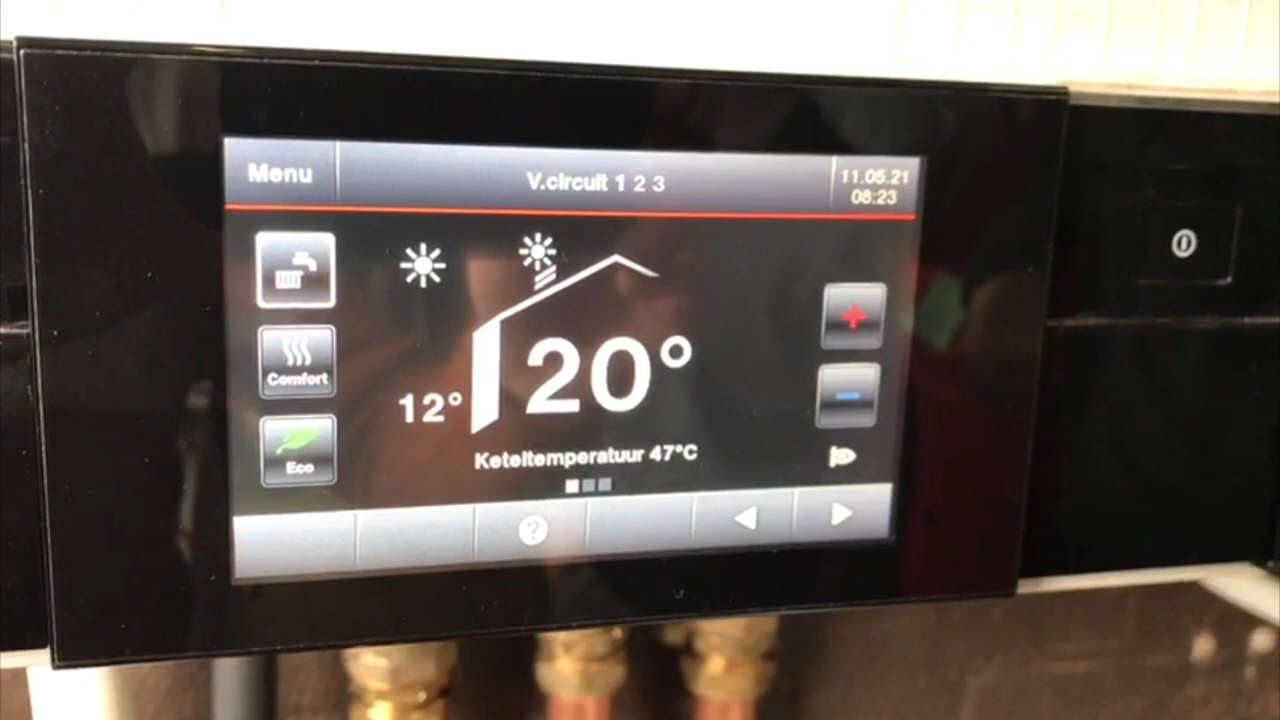 Menu
V.circuit 1 2 3
11.05.21
08:23
Comfort
12°
20°
Eco
Keteltemperatuur 47°C
?